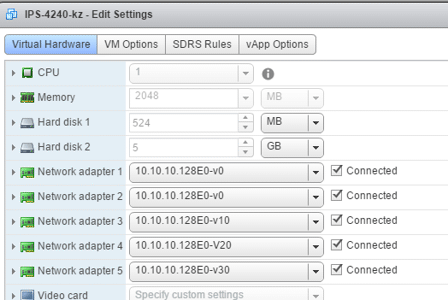 IPS-4240-kz - Edit Settings
Virtual Hardware VM Options SDRS Rules vApp Options
CPU 1
Memory 2048 MB
Hard disk 1 524 MB
Hard disk 2 5 GB
Network adapter 1 10.10.10.128E0-v0 Connected
Network adapter 2 10.10.10.128E0-v0 Connected
Network adapter 3 10.10.10.128E0-v10 Connected
Network adapter 4 10.10.10.128E0-V20 Connected
Network adapter 5 10.10.10.128E0-v30 Connected
Video card Specify custom settings